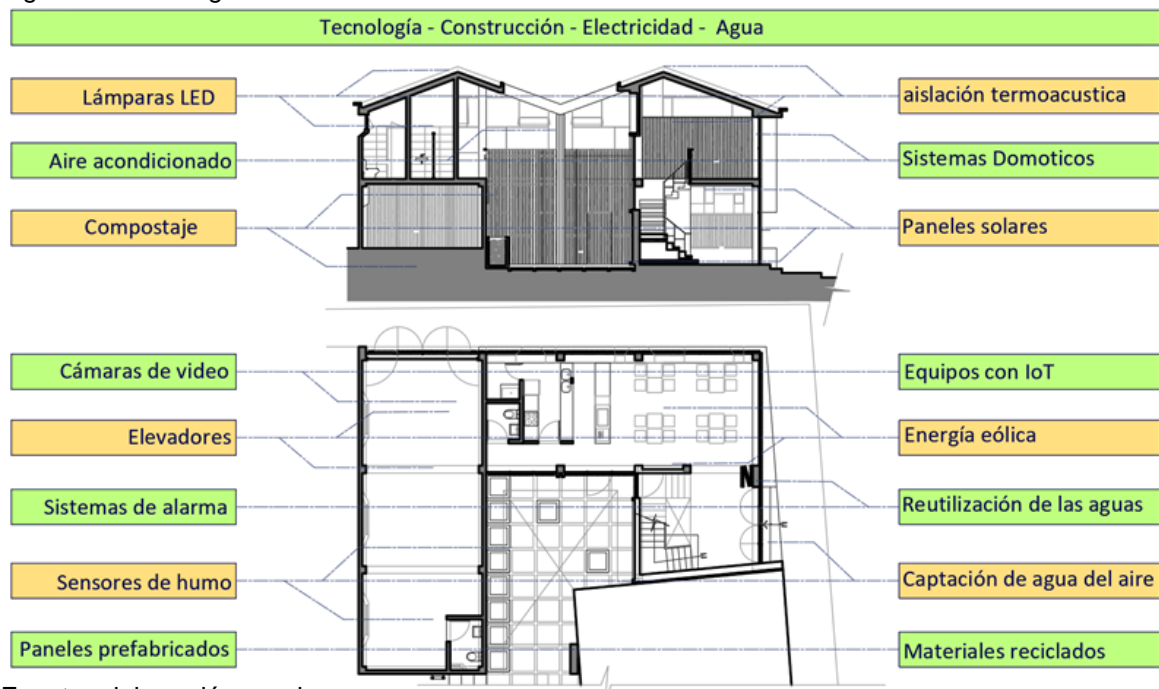 Tecnología - Construcción - Electricidad - Agua
Lámparas LED
aislación termoacustica
Aire acondicionado
Sistemas Domoticos
Compostaje
Paneles solares
Cámaras de video
Equipos con IoT
Elevadores
Energía eólica
N
Sistemas de alarma
Reutilización de las aguas
Sensores de humo
Captación de agua del aire
Paneles prefabricados
Materiales reciclados